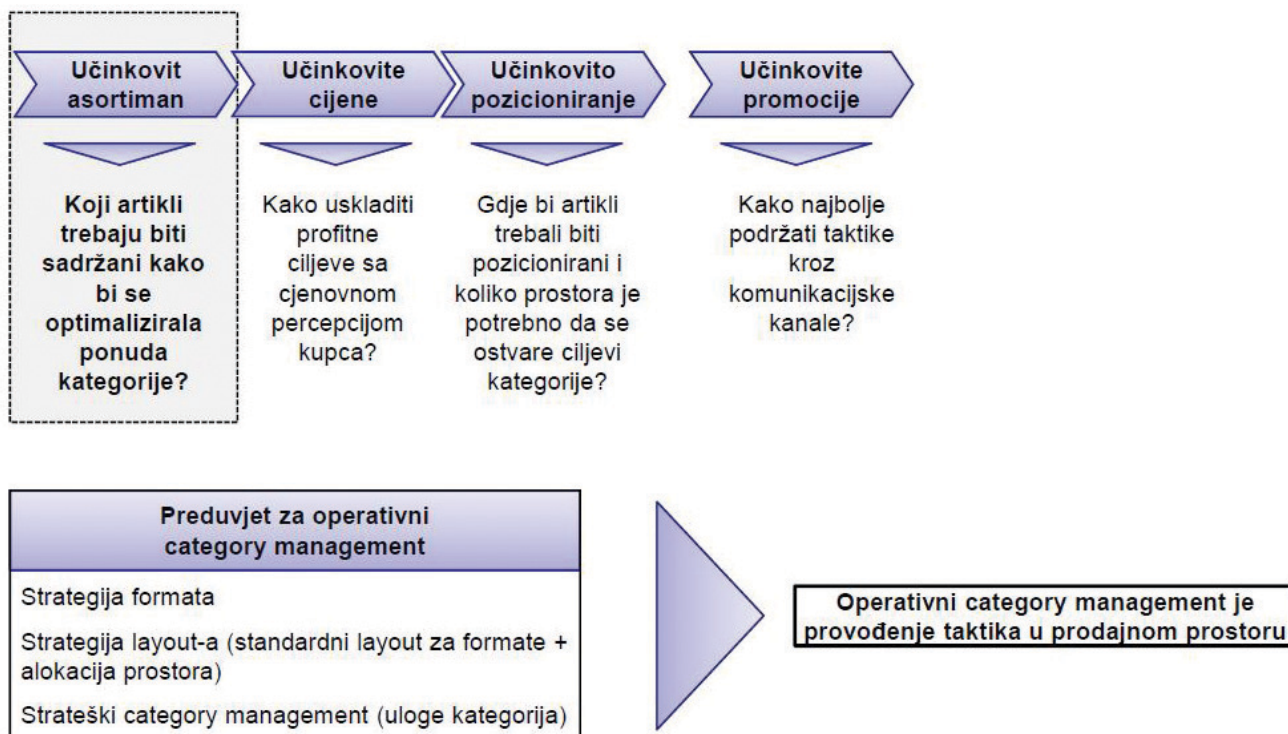 Učinkovit
asortiman
Učinkovite
cijene
Učinkovito
pozicioniranje
Učinkovite
promocije
Koji artikli
trebaju biti
sadržani kako
bi se
optimalizirala
ponuda
kategorije?
Kako uskladiti
profitne
ciljeve sa
cjenovnom
percepcijom
kupca?
Gdje bi artikli
trebali biti
pozicionirani i
koliko prostora je
potrebno da se
ostvare ciljevi
kategorije?
Kako najbolje
podržati taktike
kroz
komunikacijske
kanale?
Preduvjet za operativni
category management
Strategija formata
Strategija layout-a (standardni layout za formate +
alokacija prostora)
Strateški category management (uloge kategorija)
Operativni category management je
provođenje taktika u prodajnom prostoru